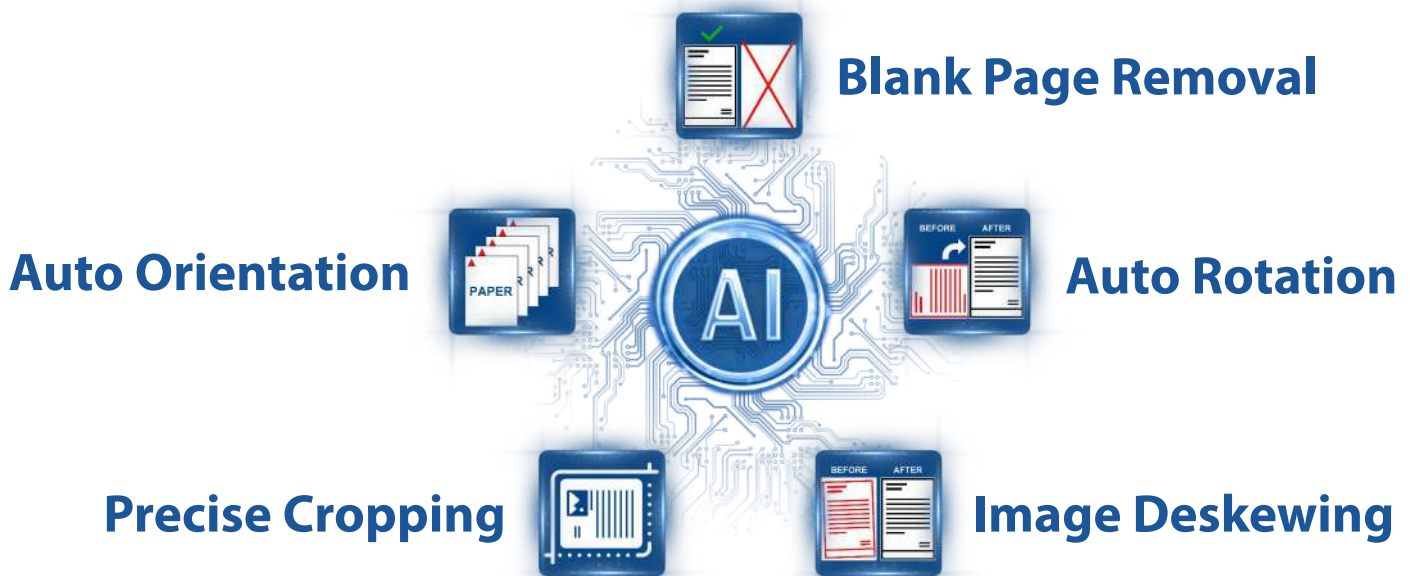 Blank Page Removal
Auto Orientation
PAPER
AI
BEFORE AFTER
Auto Rotation
Precise Cropping
BEFORE AFTER
Image Deskewing